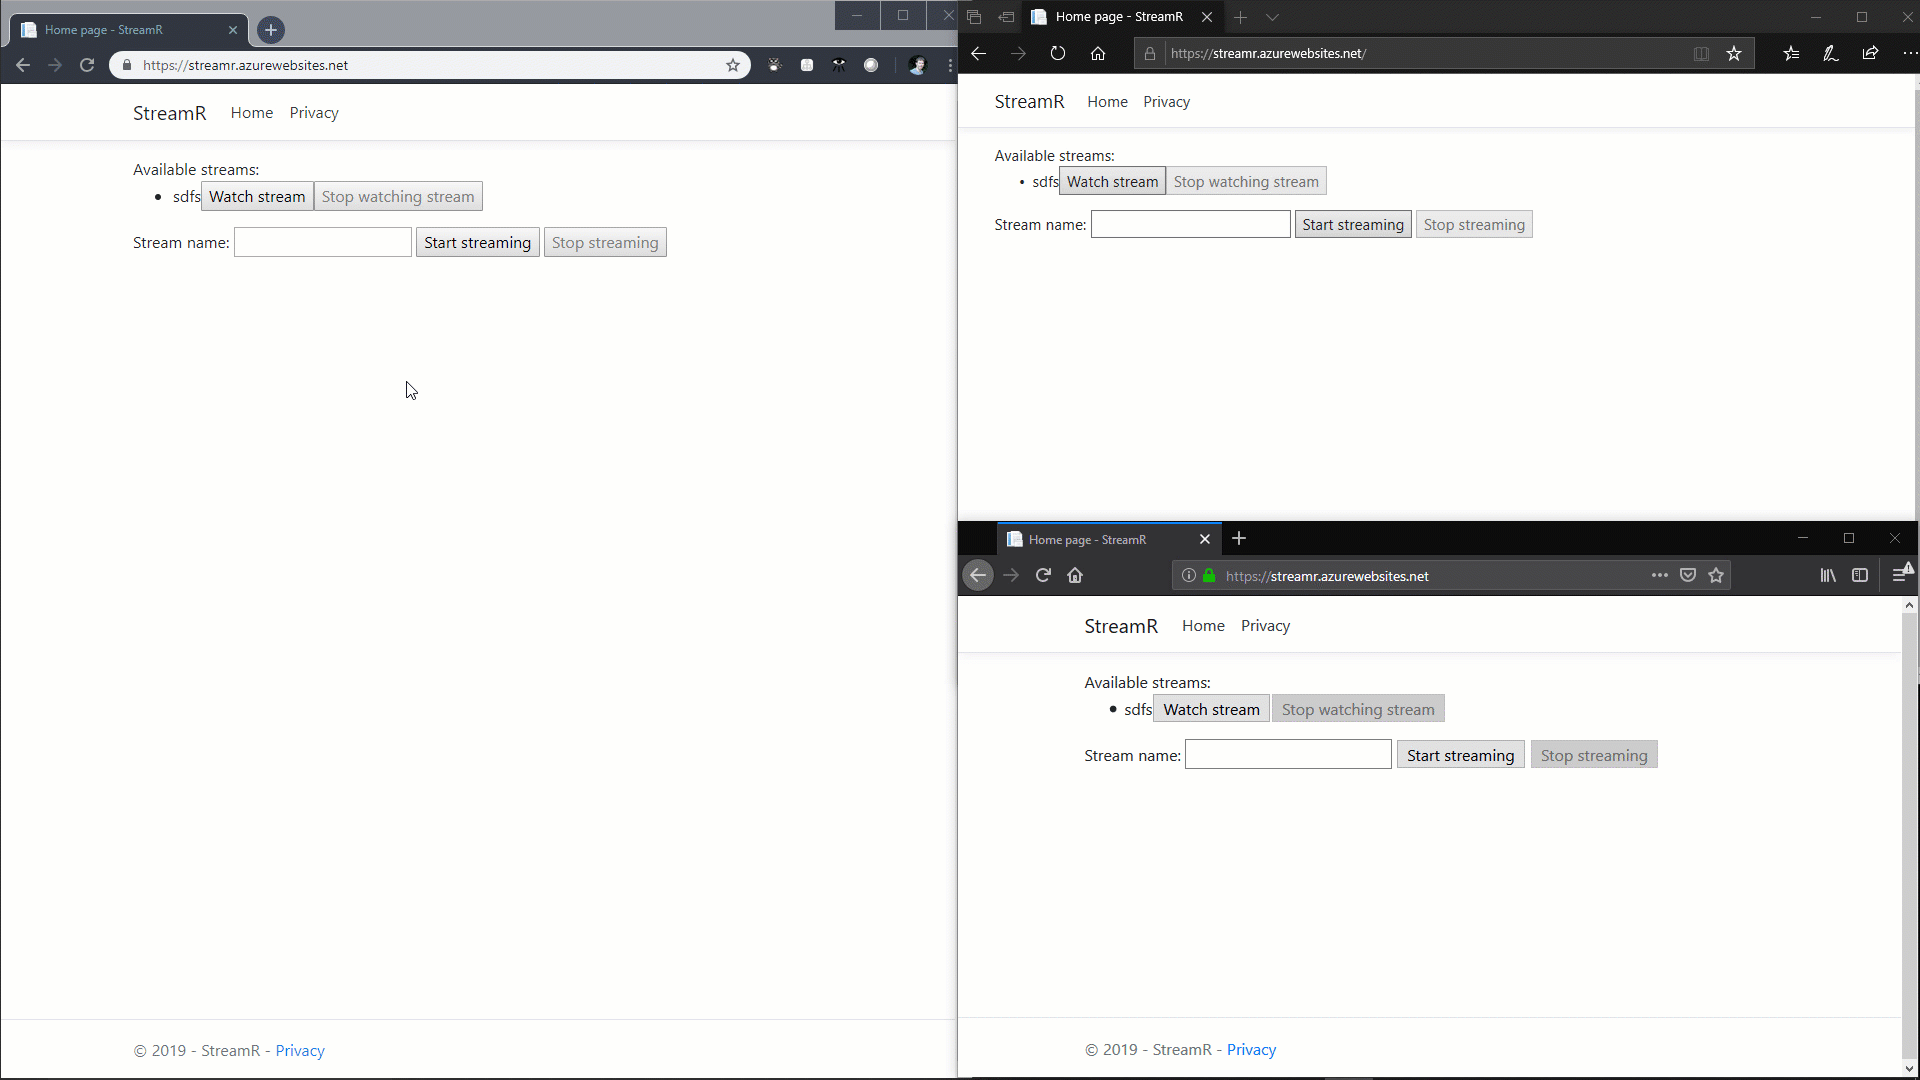 Home page - StreamR
https://streamr.azurewebsites.net
StreamR Home Privacy
Available streams:
sdfs Watch stream Stop watching stream
Stream name: Start streaming Stop streaming
© 2019 - StreamR - Privacy
Home page - StreamR
https://streamr.azurewebsites.net/
StreamR Home Privacy
Available streams:
sdfs Watch stream Stop watching stream
Stream name: Start streaming Stop streaming
Home page - StreamR
https://streamr.azurewebsites.net
StreamR Home Privacy
Available streams:
sdfs Watch stream Stop watching stream
Stream name: Start streaming Stop streaming
© 2019 - StreamR - Privacy